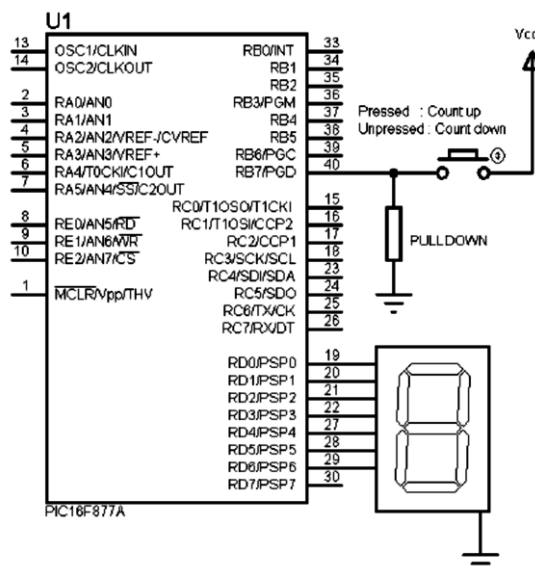 U1
13 OSC1/CLKIN
14 OSC2/CLKOUT
2 RA0/AN0
3 RA1/AN1
4 RA2/AN2/VREF-/CVREF
5 RA3/AN3/VREF+
6 RA4/T0CKI/C1OUT
7 RA5/AN4/SS/C2OUT
8 RE0/AN5/RD
9 RE1/AN6/WR
10 RE2/AN7/CS
1 MCLR/Vpp/THV
RB0/INT 33
RB1 34
RB2 35
RB3/PGM 36
RB4 37
RB5 38
RB6/PGC 39
RB7/PGD 40
RC0/T1OSO/T1CKI 15
RC1/T1OSI/CCP2 16
RC2/CCP1 17
RC3/SCK/SCL 18
RC4/SDI/SDA 23
RC5/SDO 24
RC6/TX/CK 25
RC7/RX/DT 26
RD0/PSP0 19
RD1/PSP1 20
RD2/PSP2 21
RD3/PSP3 22
RD4/PSP4 27
RD5/PSP5 28
RD6/PSP6 29
RD7/PSP7 30
PIC16F877A
Vcc
Pressed : Count up
Unpressed : Count down
PULLDOWN